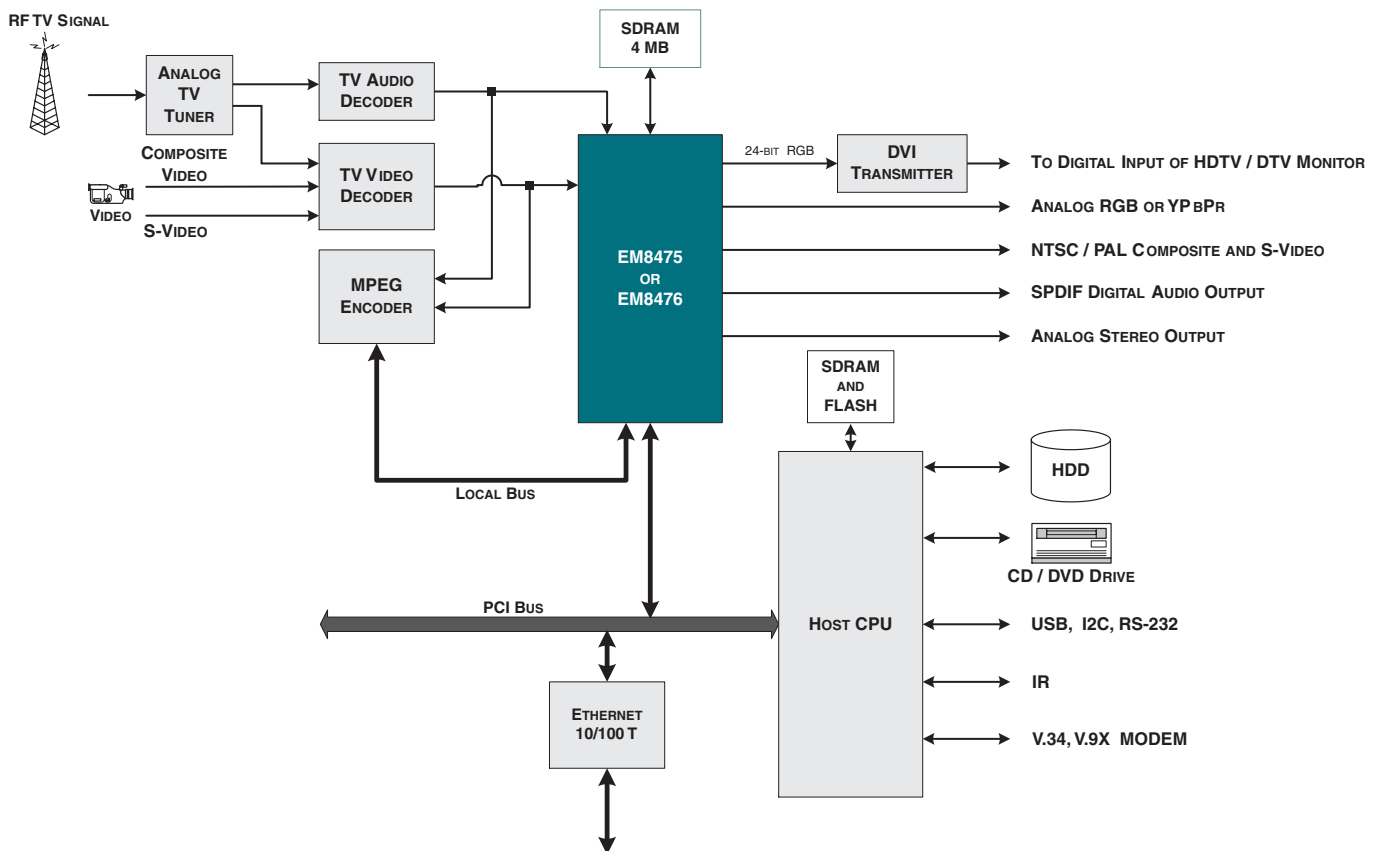 RF TV SIGNAL
SDRAM
4 MB
ANALOG
TV
TUNER
TV AUDIO
DECODER
COMPOSITE
VIDEO
TV VIDEO
DECODER
VIDEO
S-VIDEO
MPEG
ENCODER
EM8475
OR
EM8476
24-BIT RGB
DVI
TRANSMITTER
TO DIGITAL INPUT OF HDTV / DTV MONITOR
ANALOG RGB OR YPBPR
NTSC / PAL COMPOSITE AND S-VIDEO
SPDIF DIGITAL AUDIO OUTPUT
ANALOG STEREO OUTPUT
SDRAM
AND
FLASH
HDD
LOCAL BUS
CD / DVD DRIVE
PCI BUS
HOST CPU
USB, I2C, RS-232
IR
ETHERNET
10/100 T
V.34, V.9X MODEM